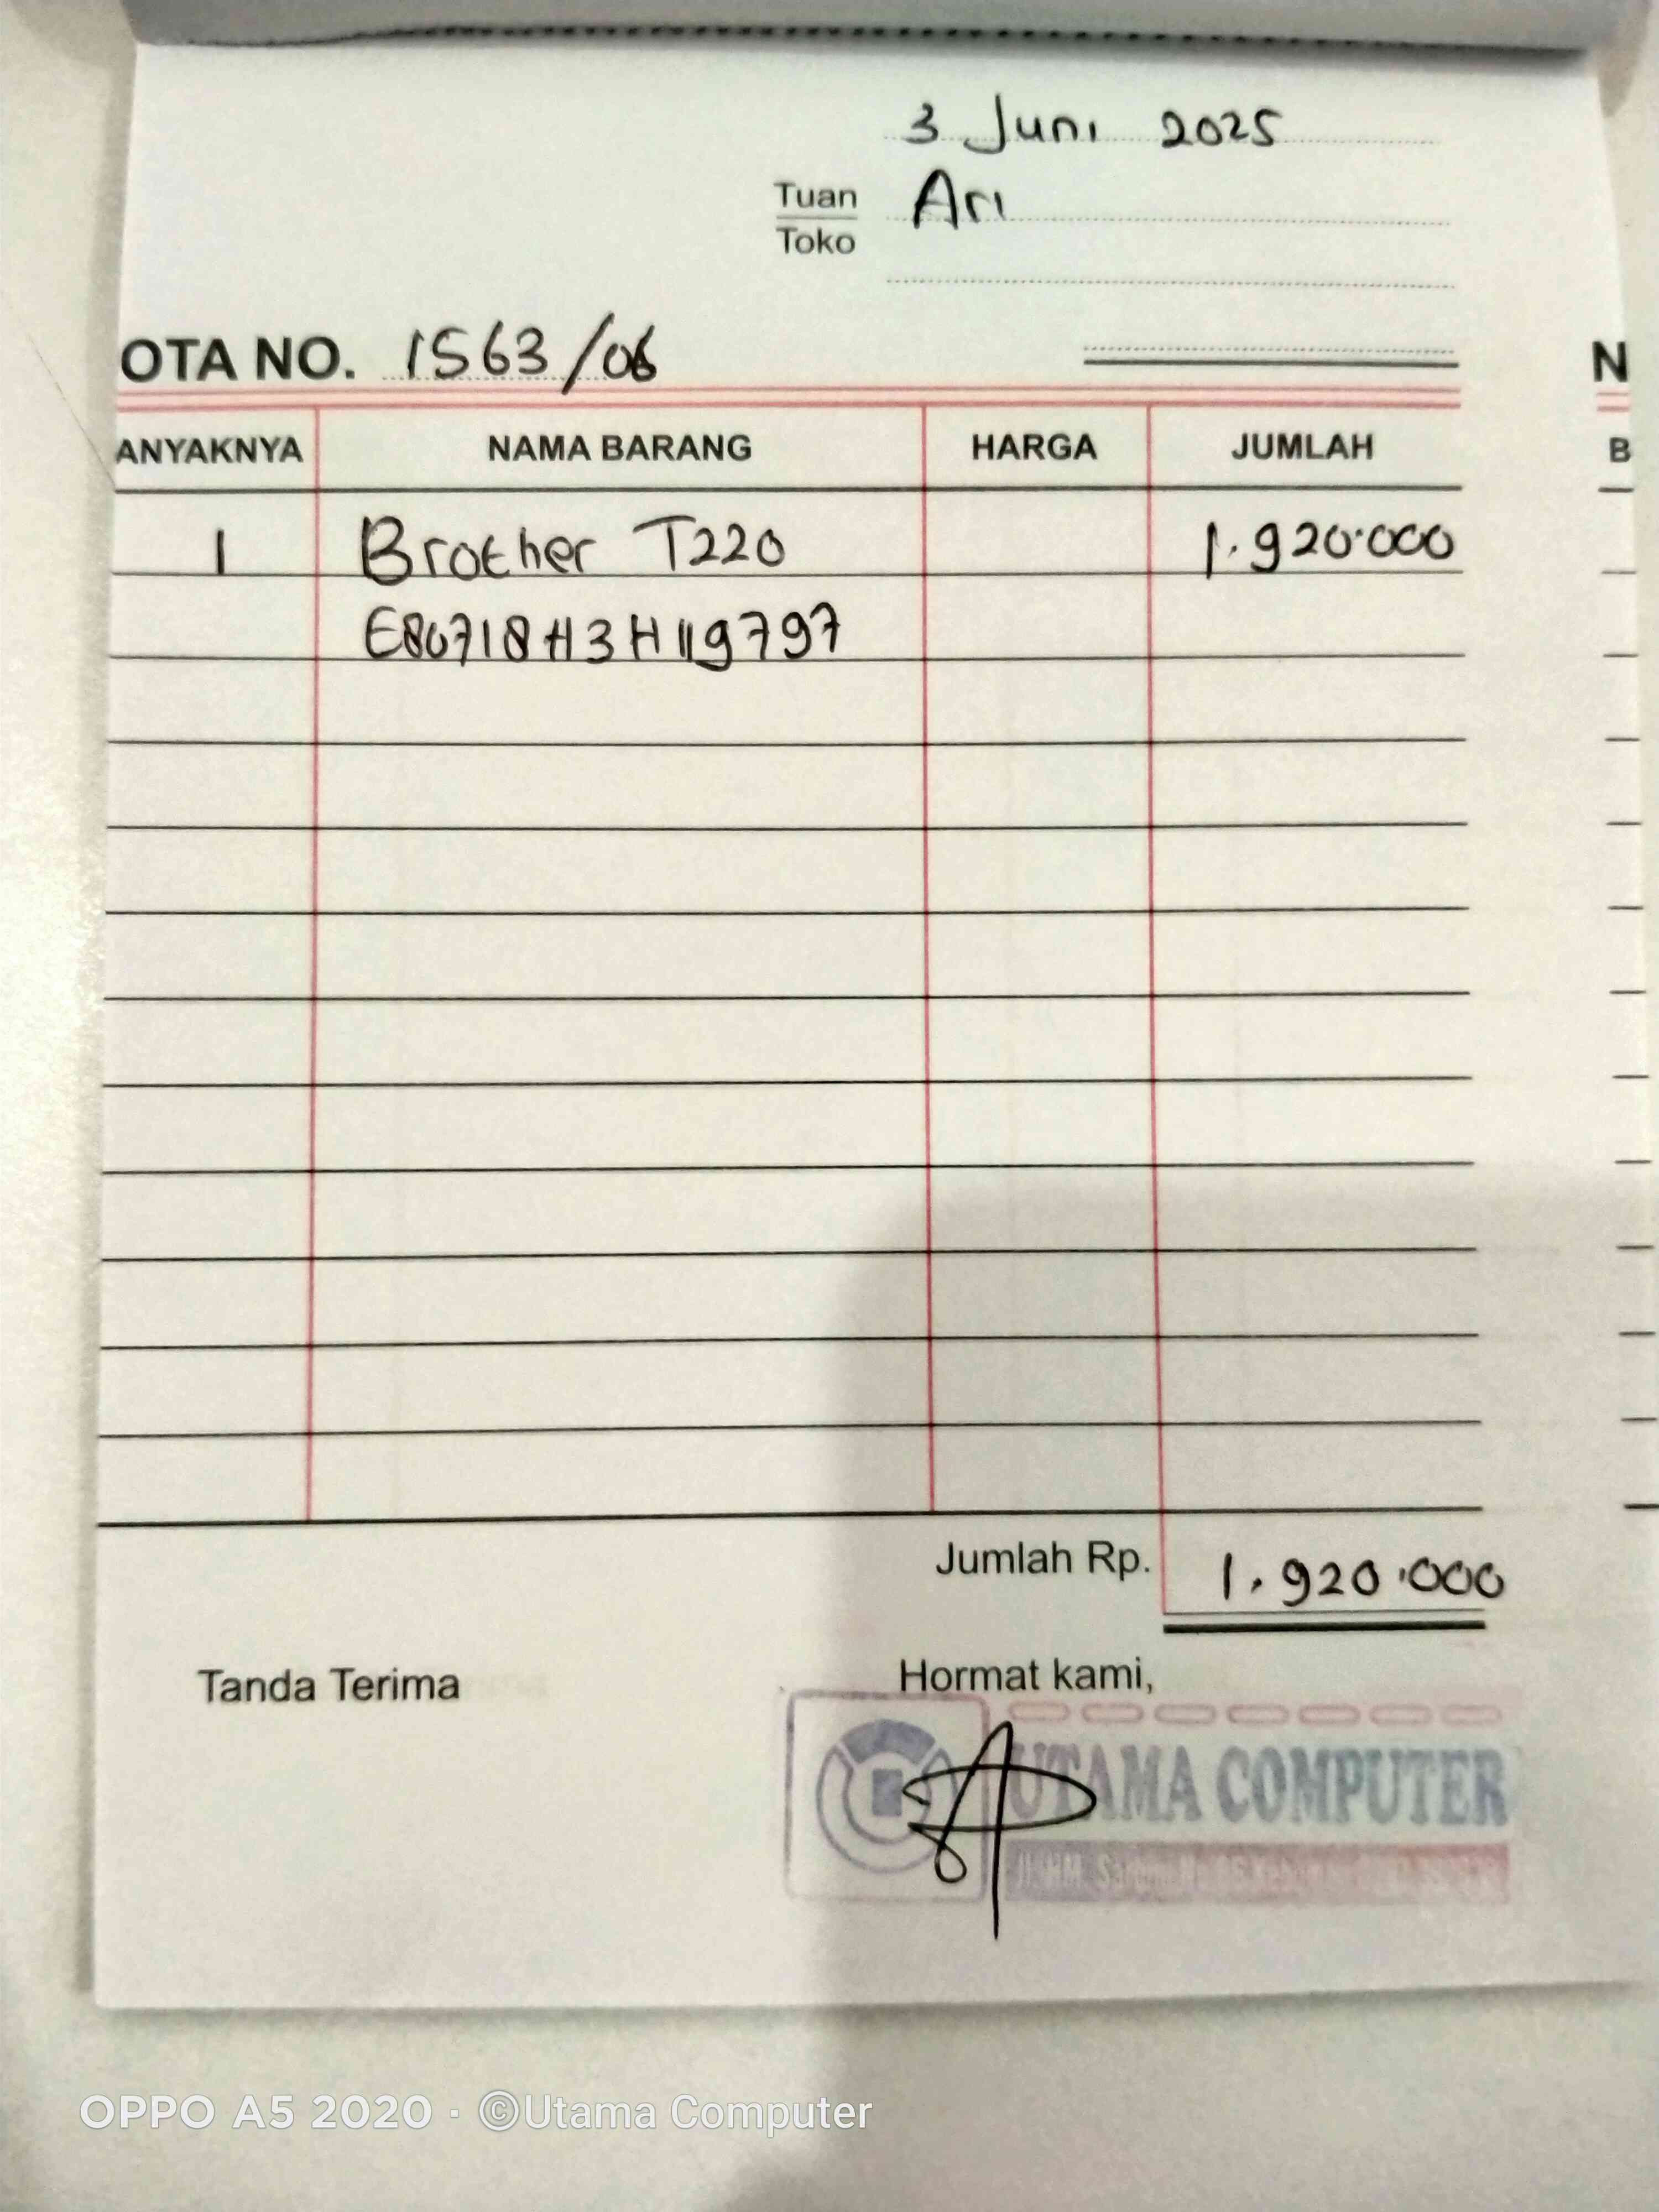 3 Juni 2025
Tuan Ari
Toko
OTA NO. 1563/06
N
ANYAKNYA NAMA BARANG HARGA JUMLAH
B
1 Brother T220 1.920.000
E80718H3H119797
Jumlah Rp. 1.920.000
Tanda Terima Hormat kami,
UTAMA COMPUTER
OPPO A5 2020 · ©Utama Computer